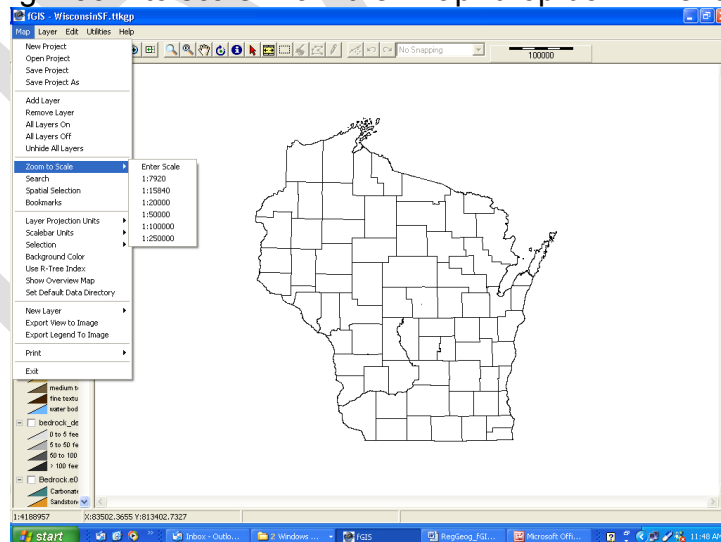 fGIS - WisconsinSF.ttkgp
Map Layer Edit Utilities Help
No Snapping
100000
New Project
Open Project
Save Project
Save Project As
Add Layer
Remove Layer
All Layers On
All Layers Off
Unhide All Layers
Zoom to Scale
Search
Spatial Selection
Bookmarks
Layer Projection Units
Scalebar Units
Selection
Background Color
Use R-Tree Index
Show Overview Map
Set Default Data Directory
New Layer
Export View to Image
Export Legend To Image
Print
Exit
Enter Scale
1:7920
1:15840
1:20000
1:50000
1:100000
1:250000
medium t
fine textu
water bod
bedrock_de
0 to 5 fee
5 to 50 fe
50 to 100
> 100 feet
Bedrock.e0
Carbonate
Sandstone
1:4188957 X:83502.3655 Y:813402.7327
start Inbox - Outlo... 2 Windows ... fGIS RegGeog_fGI... Microsoft Offi... 11:48 AM